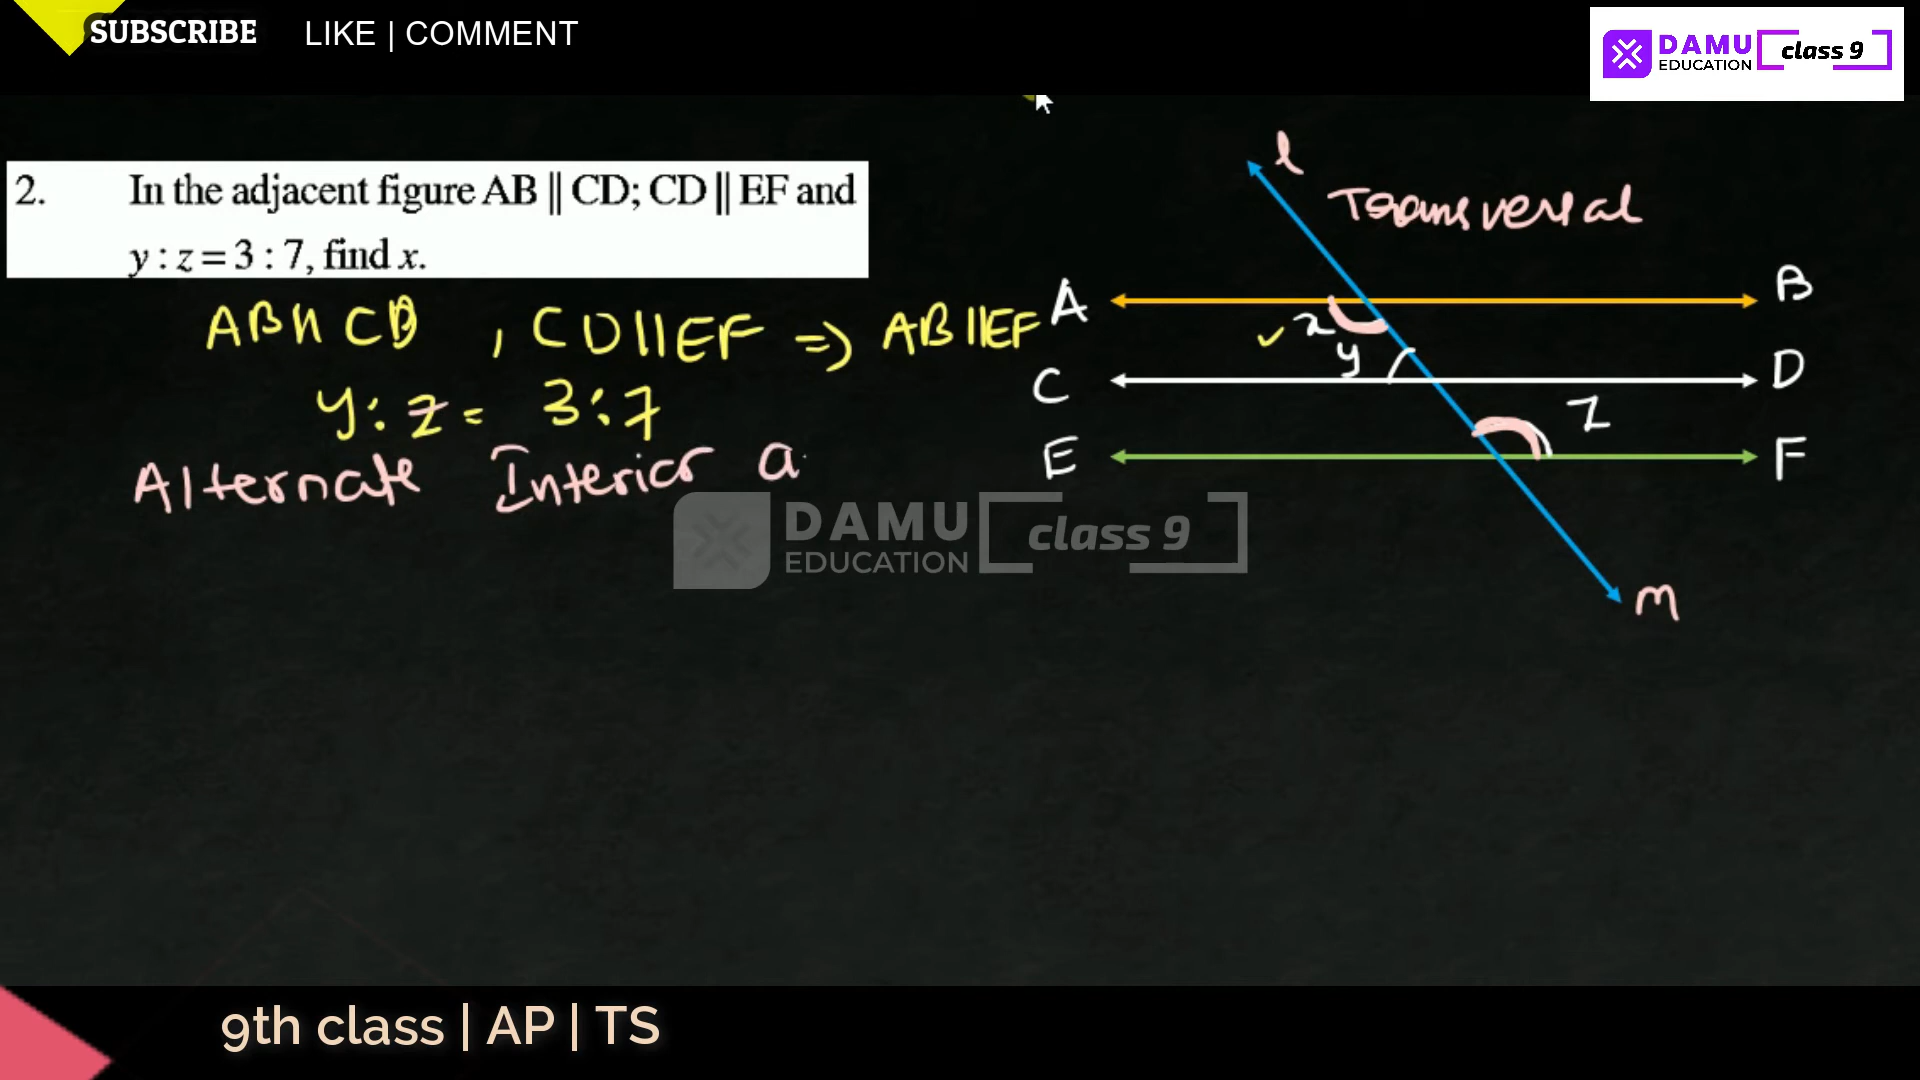 SUBSCRIBE LIKE | COMMENT
DAMU EDUCATION class 9
2. In the adjacent figure AB || CD; CD || EF and
y : z = 3 : 7, find x.
l
Transversal
AB || CD , CD || EF => AB || EF
y : z = 3 : 7
Alternate Interior a
A B
x
y
C D
z
E F
m
DAMU EDUCATION class 9
9th class | AP | TS